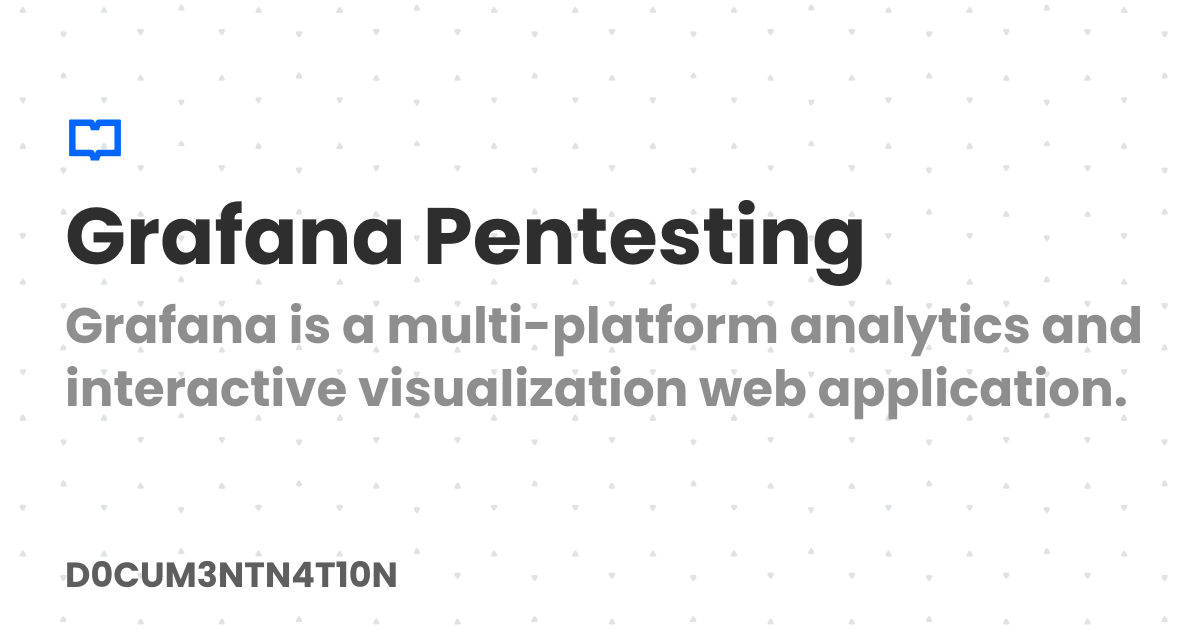 Grafana Pentesting
Grafana is a multi-platform analytics and
interactive visualization web application.
D0CUM3NTN4T10N